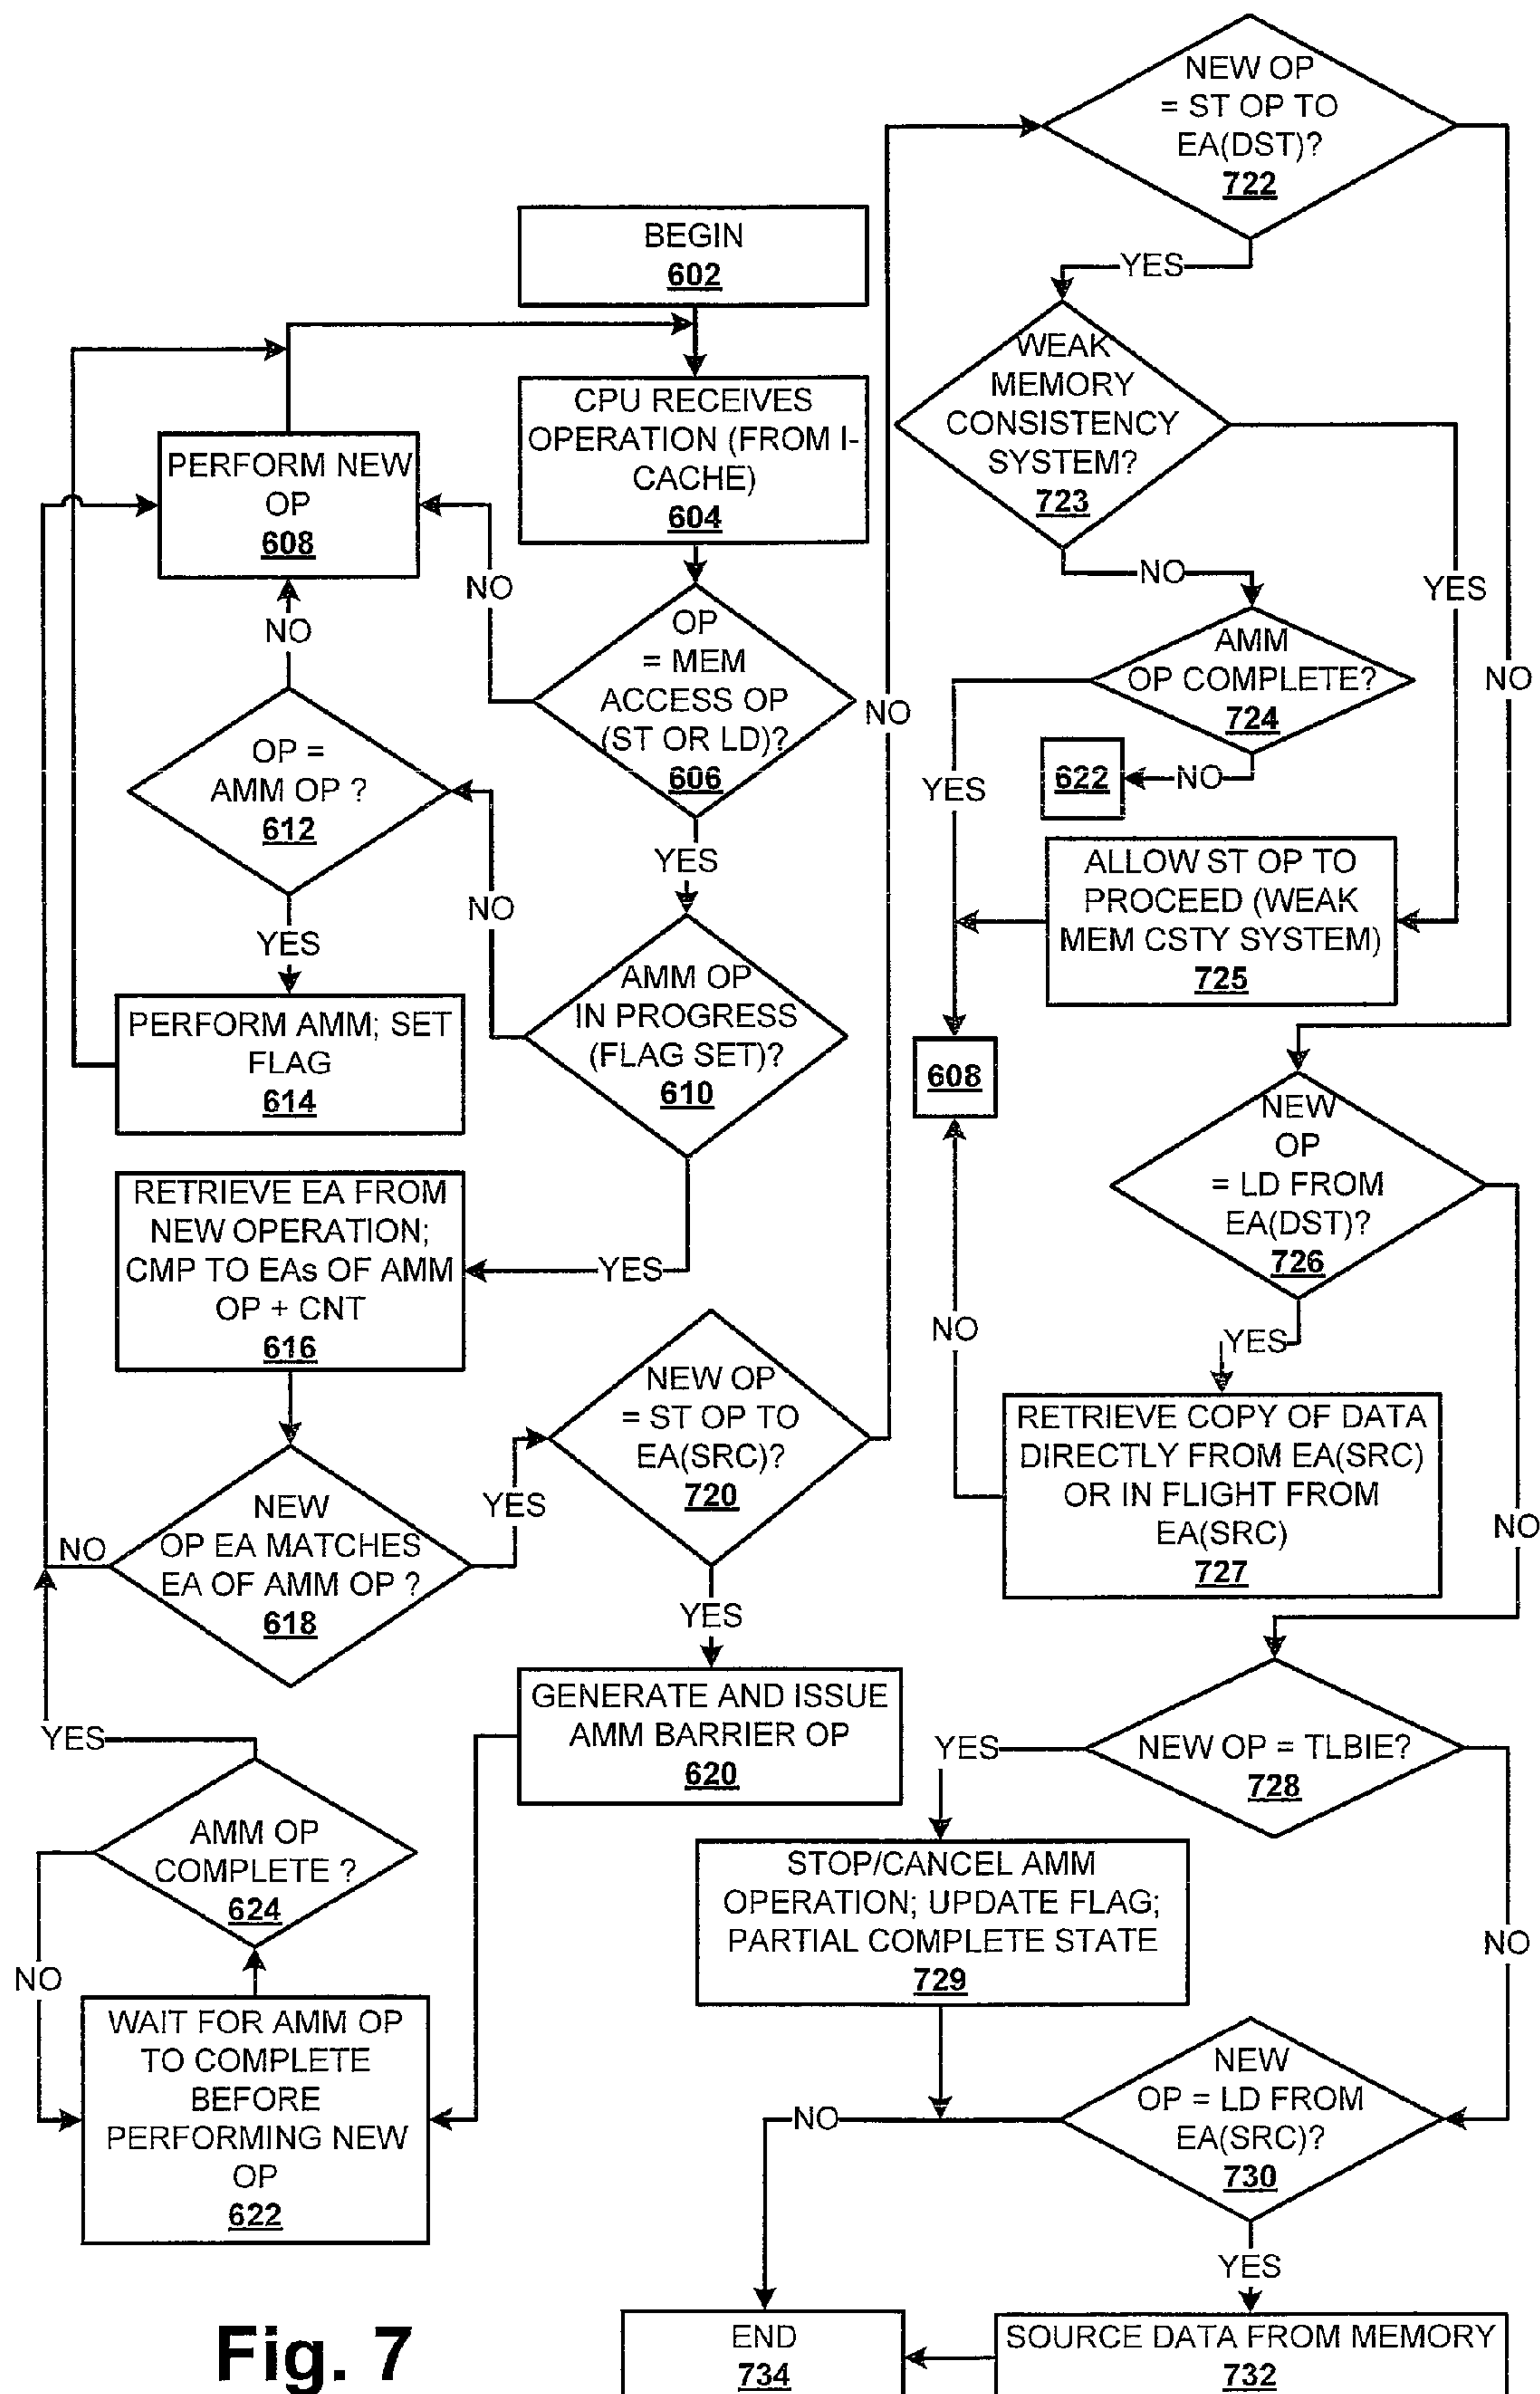 BEGIN
602
CPU RECEIVES
OPERATION (FROM I-
CACHE)
604
PERFORM NEW
OP
608
NO
OP
= MEM
ACCESS OP
(ST OR LD)?
606
NO
OP =
AMM OP ?
612
YES
NO
YES
PERFORM AMM; SET
FLAG
614
AMM OP
IN PROGRESS
(FLAG SET)?
610
YES
RETRIEVE EA FROM
NEW OPERATION;
CMP TO EAs OF AMM
OP + CNT
616
NEW
OP EA MATCHES
EA OF AMM OP ?
618
NO
YES
NEW OP
= ST OP TO
EA(SRC)?
720
NO
YES
GENERATE AND ISSUE
AMM BARRIER OP
620
YES
AMM OP
COMPLETE ?
624
NO
WAIT FOR AMM OP
TO COMPLETE
BEFORE
PERFORMING NEW
OP
622
NEW OP
= ST OP TO
EA(DST)?
722
YES
NO
WEAK
MEMORY
CONSISTENCY
SYSTEM?
723
NO
YES
AMM
OP COMPLETE?
724
YES
NO
622
ALLOW ST OP TO
PROCEED (WEAK
MEM CSTY SYSTEM)
725
608
NEW
OP
= LD FROM
EA(DST)?
726
NO
YES
RETRIEVE COPY OF DATA
DIRECTLY FROM EA(SRC)
OR IN FLIGHT FROM
EA(SRC)
727
NO
NEW OP = TLBIE?
728
YES
NO
STOP/CANCEL AMM
OPERATION; UPDATE FLAG;
PARTIAL COMPLETE STATE
729
NEW
OP = LD FROM
EA(SRC)?
730
NO
YES
SOURCE DATA FROM MEMORY
732
END
734
Fig. 7